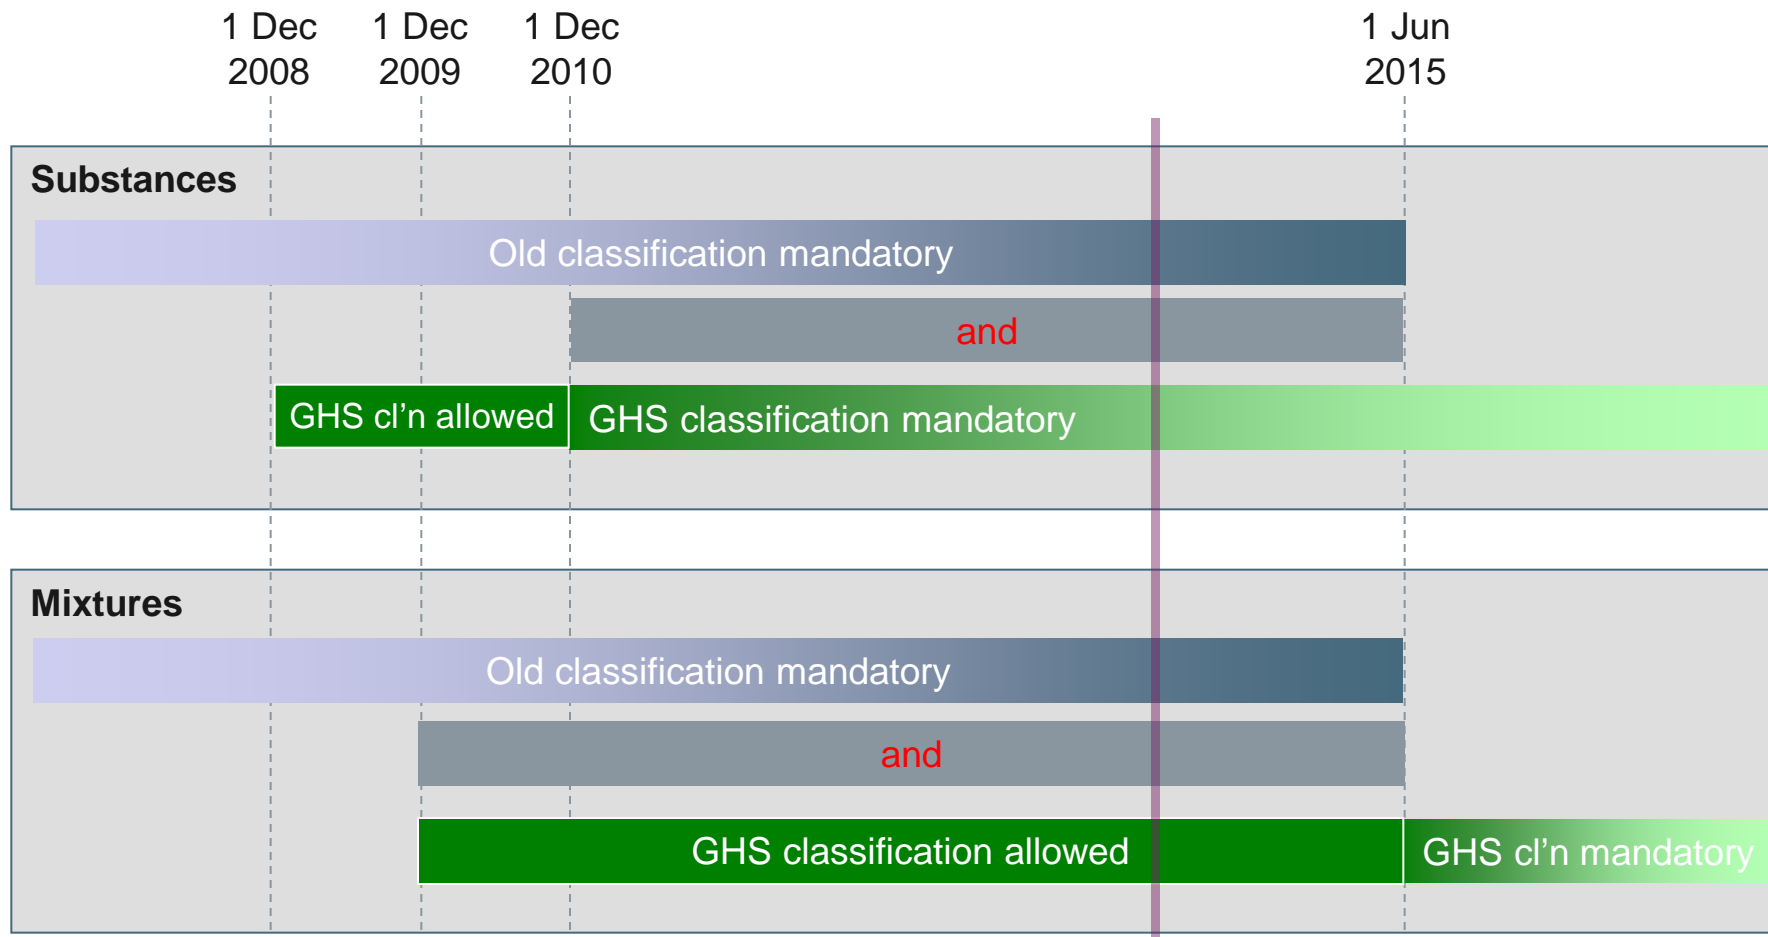 1 Dec
2008
1 Dec
2009
1 Dec
2010
1 Jun
2015
Substances
Old classification mandatory
and
GHS cl’n allowed
GHS classification mandatory
Mixtures
Old classification mandatory
and
GHS classification allowed
GHS cl’n mandatory